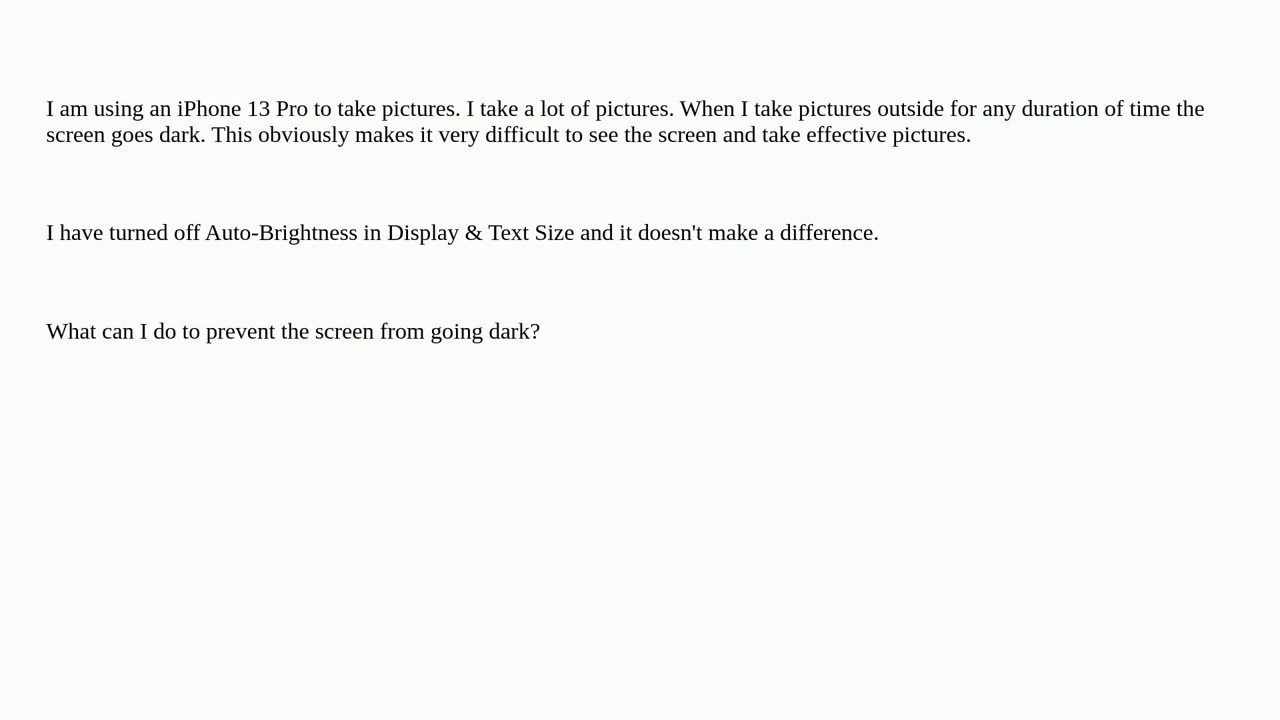 I am using an iPhone 13 Pro to take pictures. I take a lot of pictures. When I take pictures outside for any duration of time the
screen goes dark. This obviously makes it very difficult to see the screen and take effective pictures.
I have turned off Auto-Brightness in Display & Text Size and it doesn't make a difference.
What can I do to prevent the screen from going dark?